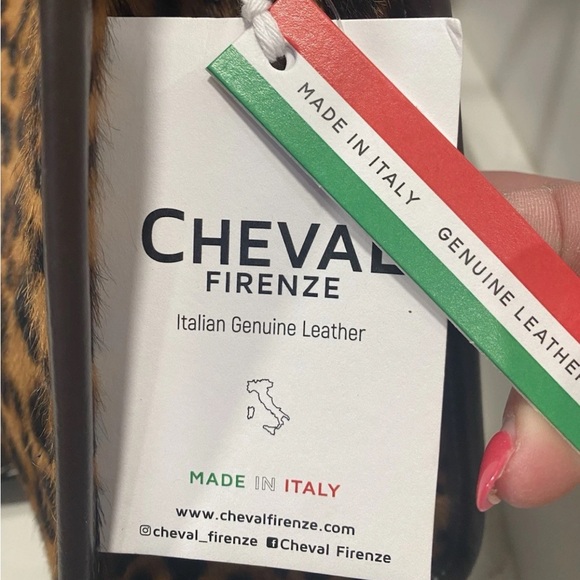 MADE IN ITALY GENUINE LEATHER
CHEVAL
FIRENZE
Italian Genuine Leather
MADE IN ITALY
www.chevalfirenze.com
cheval_firenze Cheval Firenze